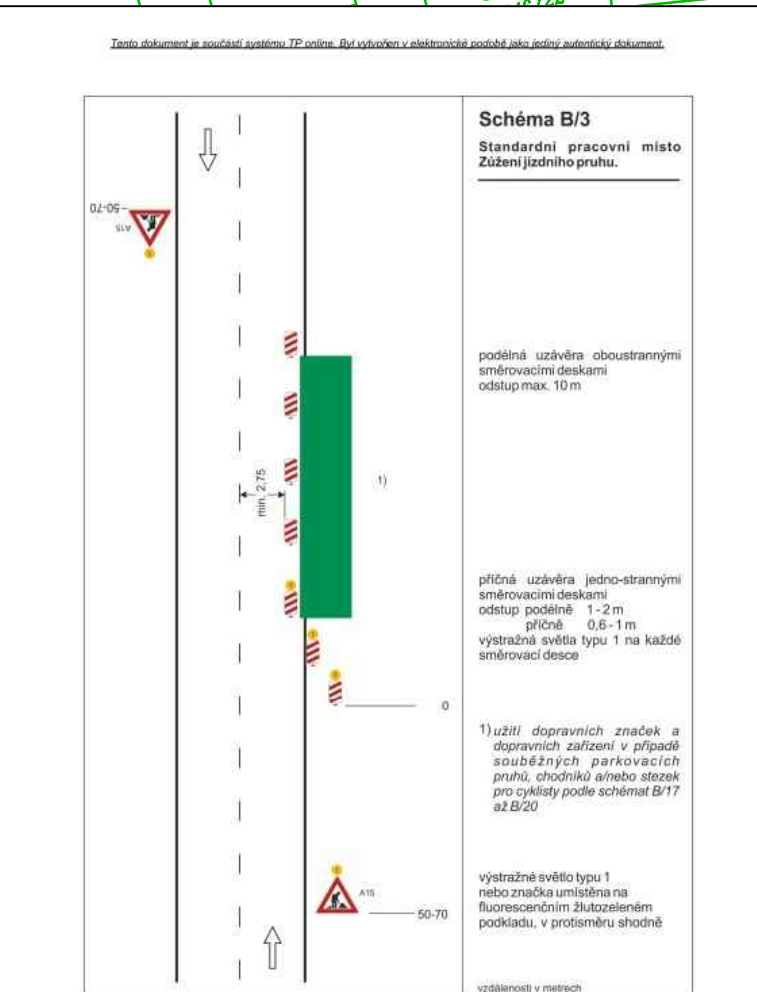 Tento dokument je součástí systému TP online. Byl vytvořen v elektronické podobě jako jediný autentický dokument.
Schéma B/3
Standardní pracovní místo
Zúžení jízdního pruhu.
50-70
A15
podélná uzávěra oboustrannými
směrovacími deskami
odstup max. 10 m
min. 2,75
1)
příčná uzávěra jedno-strannými
směrovacími deskami
odstup podélně 1 - 2 m
příčně 0,6 - 1 m
výstražná světla typu 1 na každé
směrovací desce
0
1) užití dopravních značek a
dopravních zařízení v případě
souběžných parkovacích
pruhů, chodníků a/nebo stezek
pro cyklisty podle schémat B/17
až B/20
A15
50-70
výstražné světlo typu 1
nebo značka umístěna na
fluorescenčním žlutozeleném
podkladu, v protisměru shodně
vzdálenosti v metrech